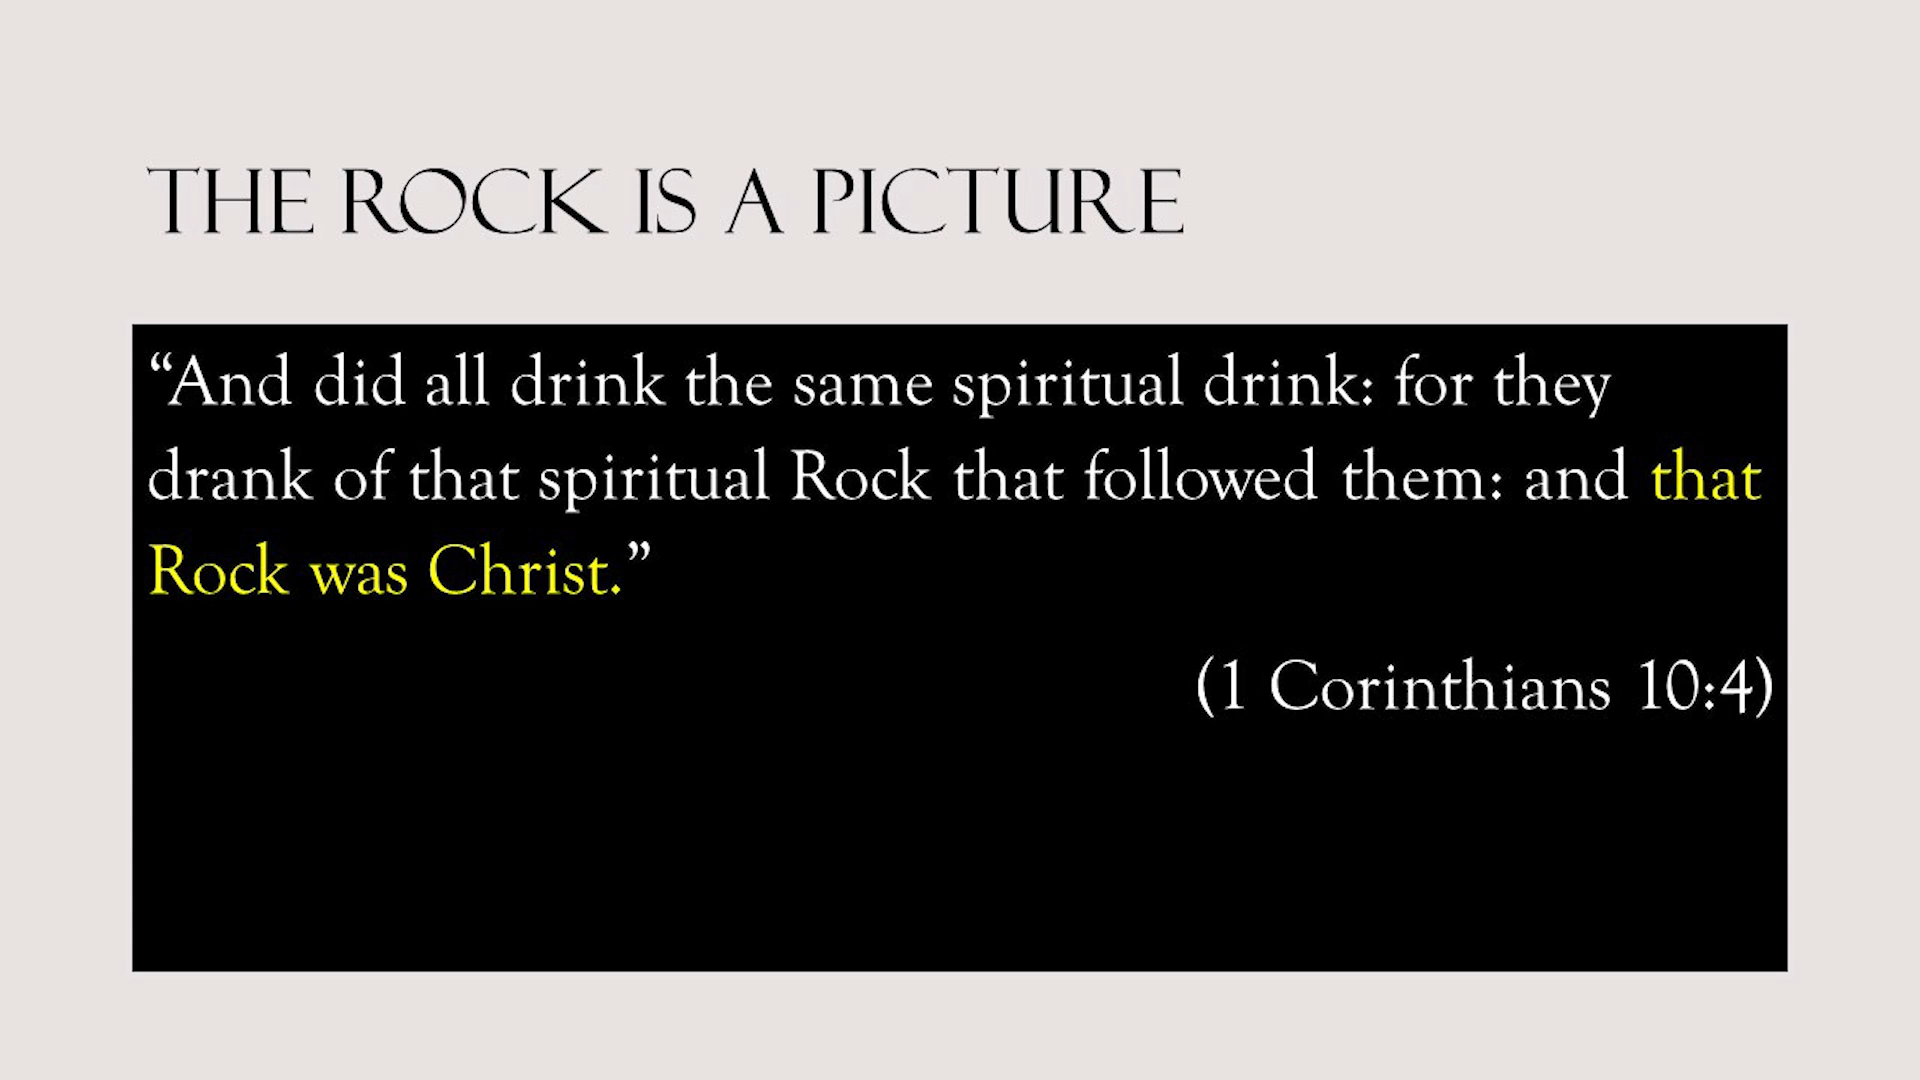 THE ROCK IS A PICTURE
“And did all drink the same spiritual drink: for they
drank of that spiritual Rock that followed them: and that
Rock was Christ.”
(1 Corinthians 10:4)